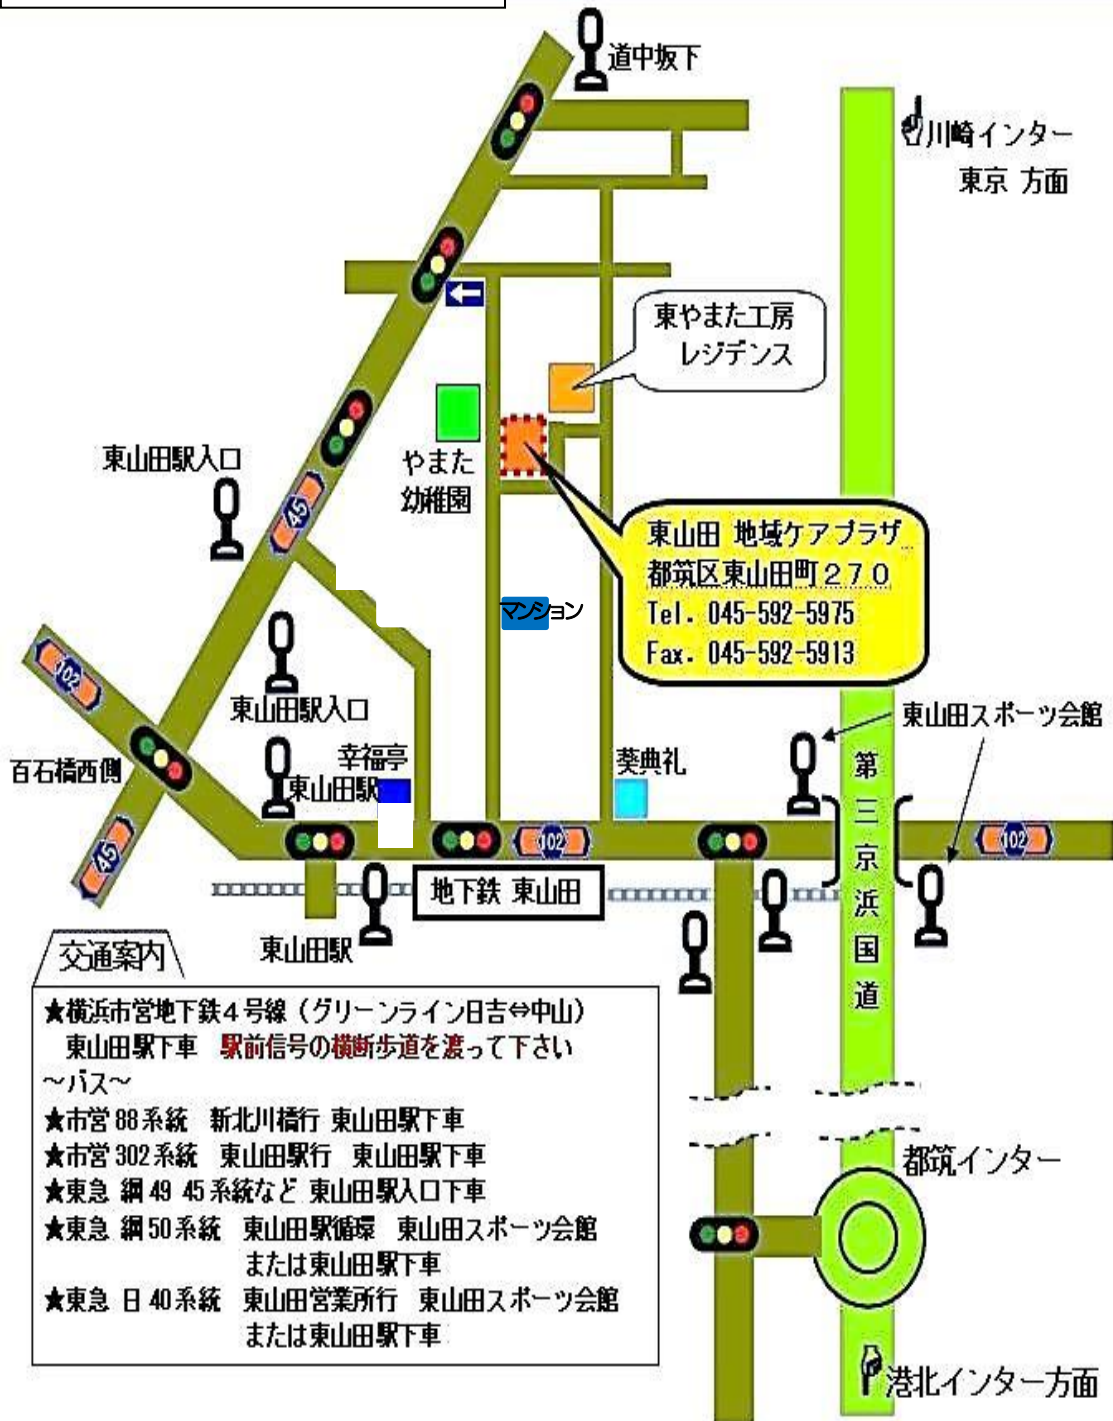 道中坂下
川崎インター
東京 方面
東やまた工房
レジデンス
東山田駅入口
45
やまた
幼稚園
東山田 地域ケアプラザ
都筑区東山田町270
Tel. 045-592-5975
Fax. 045-592-5913
マンション
102
東山田駅入口
東山田スポーツ会館
百石橋西側
幸福亭
東山田駅
葵典礼
第三京浜国道
45
102
102
地下鉄 東山田
東山田駅
交通案内
★横浜市営地下鉄4号線(グリーンライン日吉⇔中山)
東山田駅下車 駅前信号の横断歩道を渡って下さい
~バス~
★市営88系統 新北川橋行 東山田駅下車
★市営302系統 東山田駅行 東山田駅下車
★東急 綱49 45系統など 東山田駅入口下車
★東急 綱50系統 東山田駅循環 東山田スポーツ会館
または東山田駅下車
★東急 日40系統 東山田営業所行 東山田スポーツ会館
または東山田駅下車
都筑インター
港北インター方面